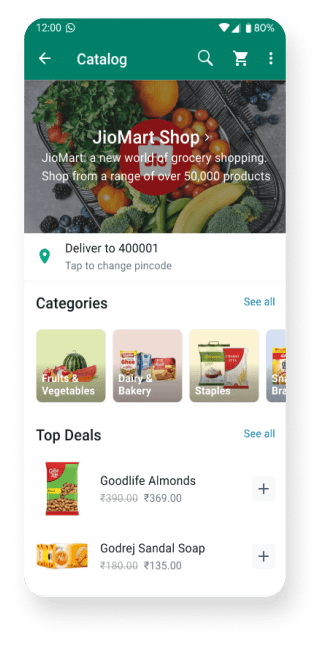 12:00 80%
Catalog
JioMart Shop ›
JioMart: a new world of grocery shopping.
Shop from a range of over 50,000 products
Deliver to 400001
Tap to change pincode
Categories See all
Fruits &
Vegetables
Dairy &
Bakery
Staples
Sna
Bra
Top Deals See all
Goodlife Almonds
₹390.00 ₹369.00
Godrej Sandal Soap
₹180.00 ₹135.00